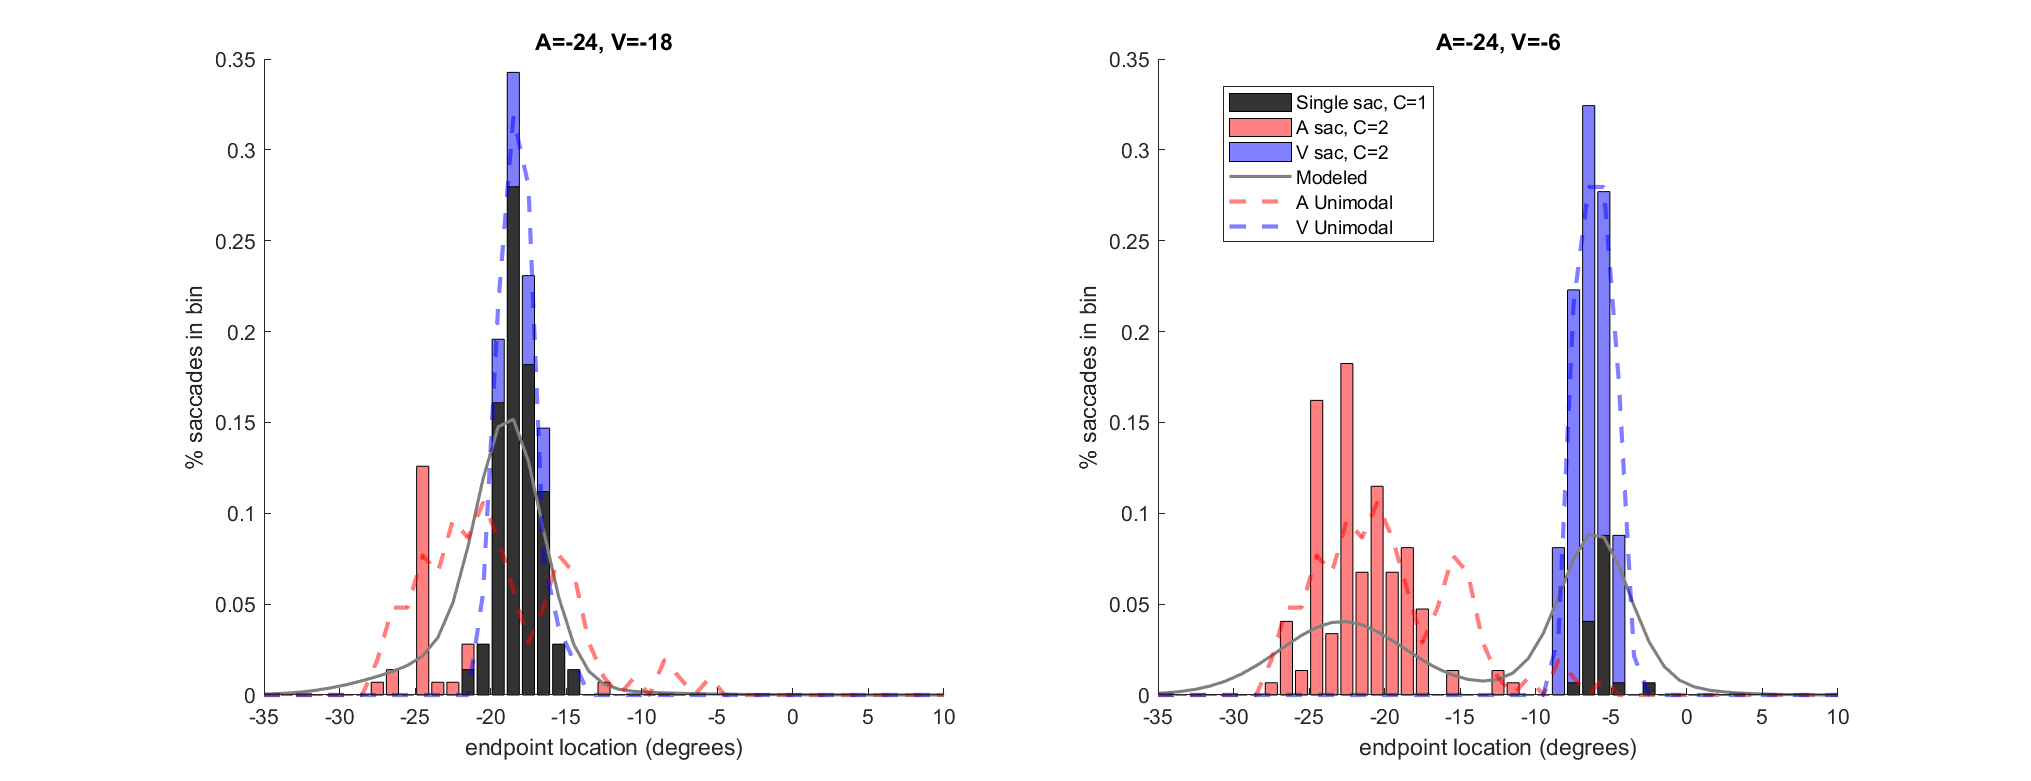 A=-24, V=-18
0.35
0.3
0.25
0.2
0.15
0.1
0.05
0
% saccades in bin
-35 -30 -25 -20 -15 -10 -5 0 5 10
endpoint location (degrees)
A=-24, V=-6
0.35
0.3
0.25
0.2
0.15
0.1
0.05
0
% saccades in bin
Single sac, C=1
A sac, C=2
V sac, C=2
Modeled
A Unimodal
V Unimodal
-35 -30 -25 -20 -15 -10 -5 0 5 10
endpoint location (degrees)